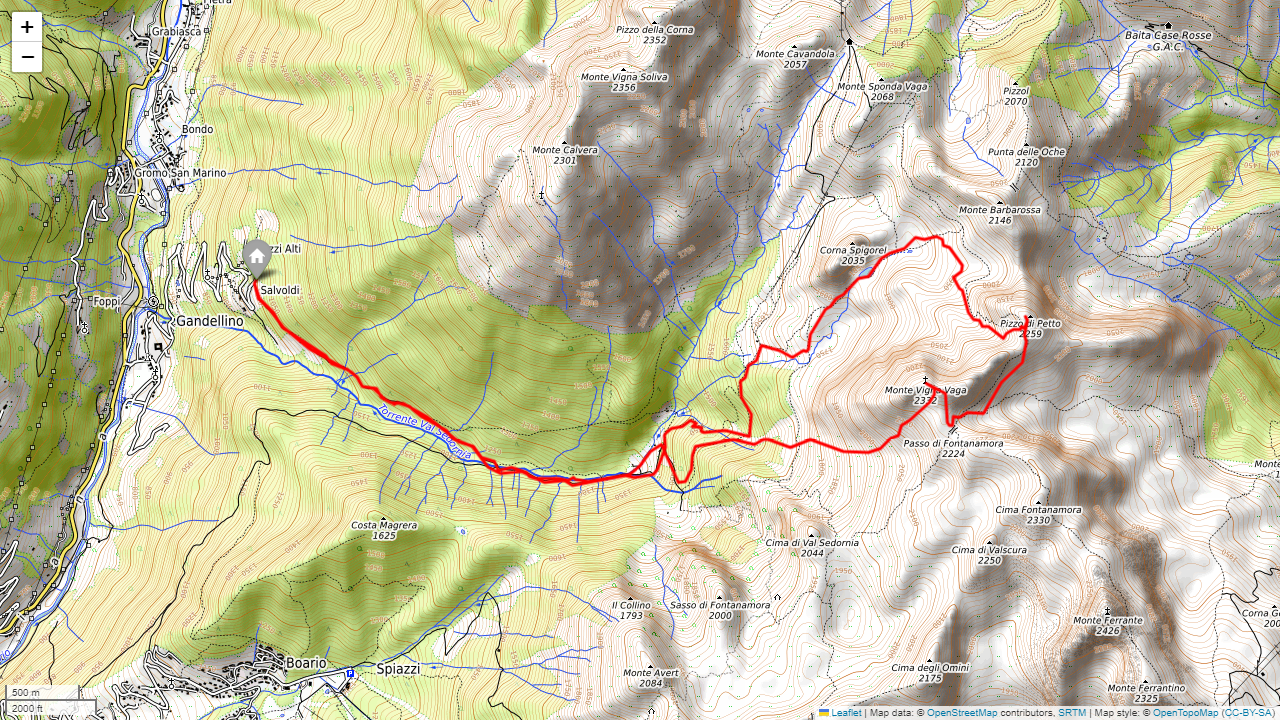 +
−
Grabiasca
Pizzo della Corna
2352
Baita Case Rosse
G.A.C.
Monte Cavandola
2057
Monte Vigna Soliva
2356
Monte Sponda Vaga
2068
Pizzol
2070
Bondo
Monte Calvera
2301
Punta delle Oche
2120
Gromo San Marino
Monte Barbarossa
2146
zzi Alti
Corna Spigorel
2035
Salvoldi
Foppi
Gandellino
Pizzo di Petto
2259
Monte Vigna Vaga
2332
Torrente Val Sedornia
Passo di Fontanamora
2224
Monte
Costa Magrera
1625
Cima Fontanamora
2330
Cima di Val Sedornia
2044
Cima di Valscura
2250
Il Collino
1793
Sasso di Fontanamora
2000
Corna G
200
Monte Ferrante
2426
Boario
Spiazzi
Monte Avert
2084
Cima degli Omini
2175
Monte Ferrantino
2325
500 m
2000 ft
Leaflet | Map data: © OpenStreetMap contributors, SRTM | Map style: © OpenTopoMap (CC-BY-SA)